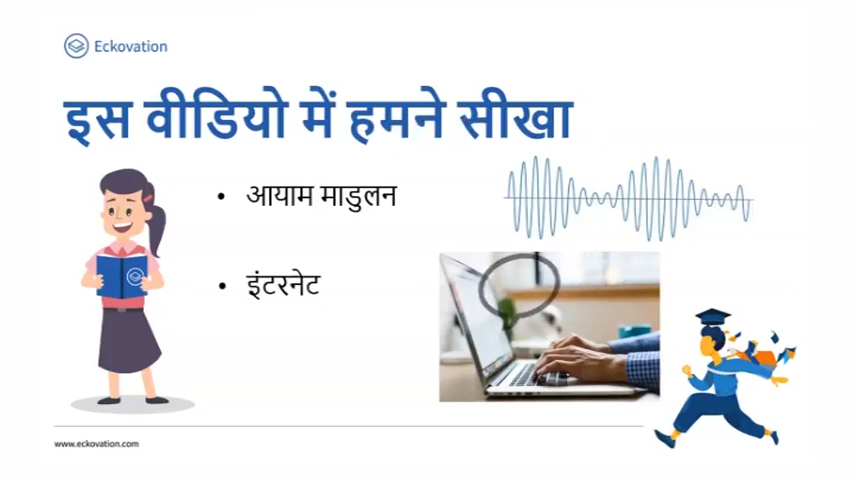 Eckovation
इस वीडियो में हमने सीखा
• आयाम माडुलन
• इंटरनेट
www.eckovation.com